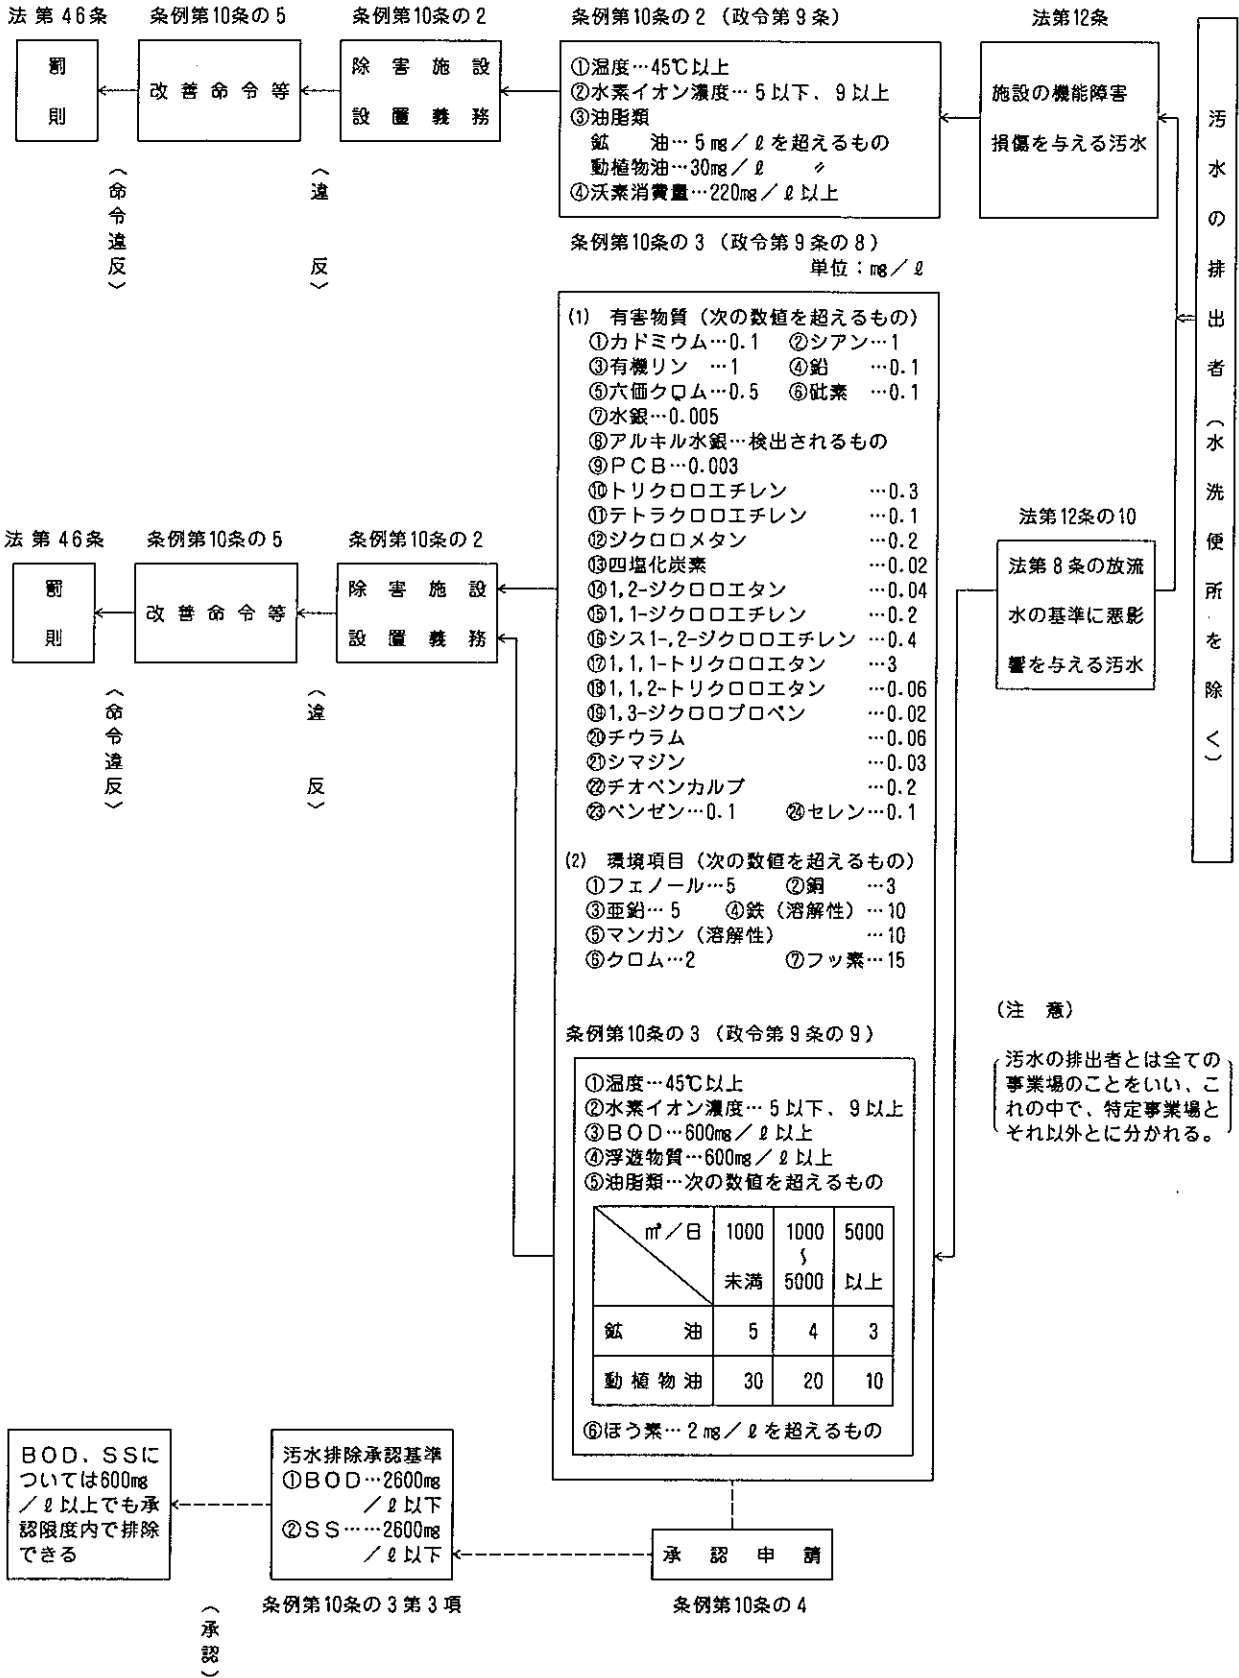 法第46条
条例第10条の5
条例第10条の2
条例第10条の2（政令第9条）
法第12条
罰
則
改善命令等
除害施設
設置義務
①温度…45℃以上
②水素イオン濃度…5以下、9以上
③油脂類
鉱　油…5㎎／ℓを超えるもの
動植物油…30㎎／ℓ　〃
④沃素消費量…220㎎／ℓ以上
施設の機能障害
損傷を与える汚水
汚水の排出者（水洗便所を除く）
（命令違反）
（違反）
条例第10条の3（政令第9条の8）
単位：㎎／ℓ
(1)　有害物質（次の数値を超えるもの）
①カドミウム…0.1　②シアン…1
③有機リン　…1　④鉛　…0.1
⑤六価クロム…0.5　⑥砒素　…0.1
⑦水銀…0.005
⑧アルキル水銀…検出されるもの
⑨ＰＣＢ…0.003
⑩トリクロロエチレン　…0.3
⑪テトラクロロエチレン　…0.1
⑫ジクロロメタン　…0.2
⑬四塩化炭素　…0.02
⑭1,2-ジクロロエタン　…0.04
⑮1,1-ジクロロエチレン　…0.2
⑯シス1-,2-ジクロロエチレン　…0.4
⑰1,1,1-トリクロロエタン　…3
⑱1,1,2-トリクロロエタン　…0.06
⑲1,3-ジクロロプロペン　…0.02
⑳チウラム　…0.06
㉑シマジン　…0.03
㉒チオベンカルブ　…0.2
㉓ベンゼン…0.1　㉔セレン…0.1
(2)　環境項目（次の数値を超えるもの）
①フェノール…5　②銅　…3
③亜鉛…5　④鉄（溶解性）…10
⑤マンガン（溶解性）　…10
⑥クロム…2　⑦フッ素…15
法第46条
条例第10条の5
条例第10条の2
罰
則
改善命令等
除害施設
設置義務
（命令違反）
（違反）
法第12条の10
法第8条の放流
水の基準に悪影
響を与える汚水
条例第10条の3（政令第9条の9）
①温度…45℃以上
②水素イオン濃度…5以下、9以上
③ＢＯＤ…600㎎／ℓ以上
④浮遊物質…600㎎／ℓ以上
⑤油脂類…次の数値を超えるもの
㎥／日　1000未満　1000〜5000　5000以上
鉱　油　5　4　3
動植物油　30　20　10
⑥ほう素…2㎎／ℓを超えるもの
（注　意）
汚水の排出者とは全ての
事業場のことをいい、こ
れの中で、特定事業場と
それ以外とに分かれる。
ＢＯＤ、ＳＳに
ついては600㎎
／ℓ以上でも承
認限度内で排除
できる
汚水排除承認基準
①ＢＯＤ…2600㎎
／ℓ以下
②ＳＳ……2600㎎
／ℓ以下
承認申請
条例第10条の3第3項
条例第10条の4
（承認）